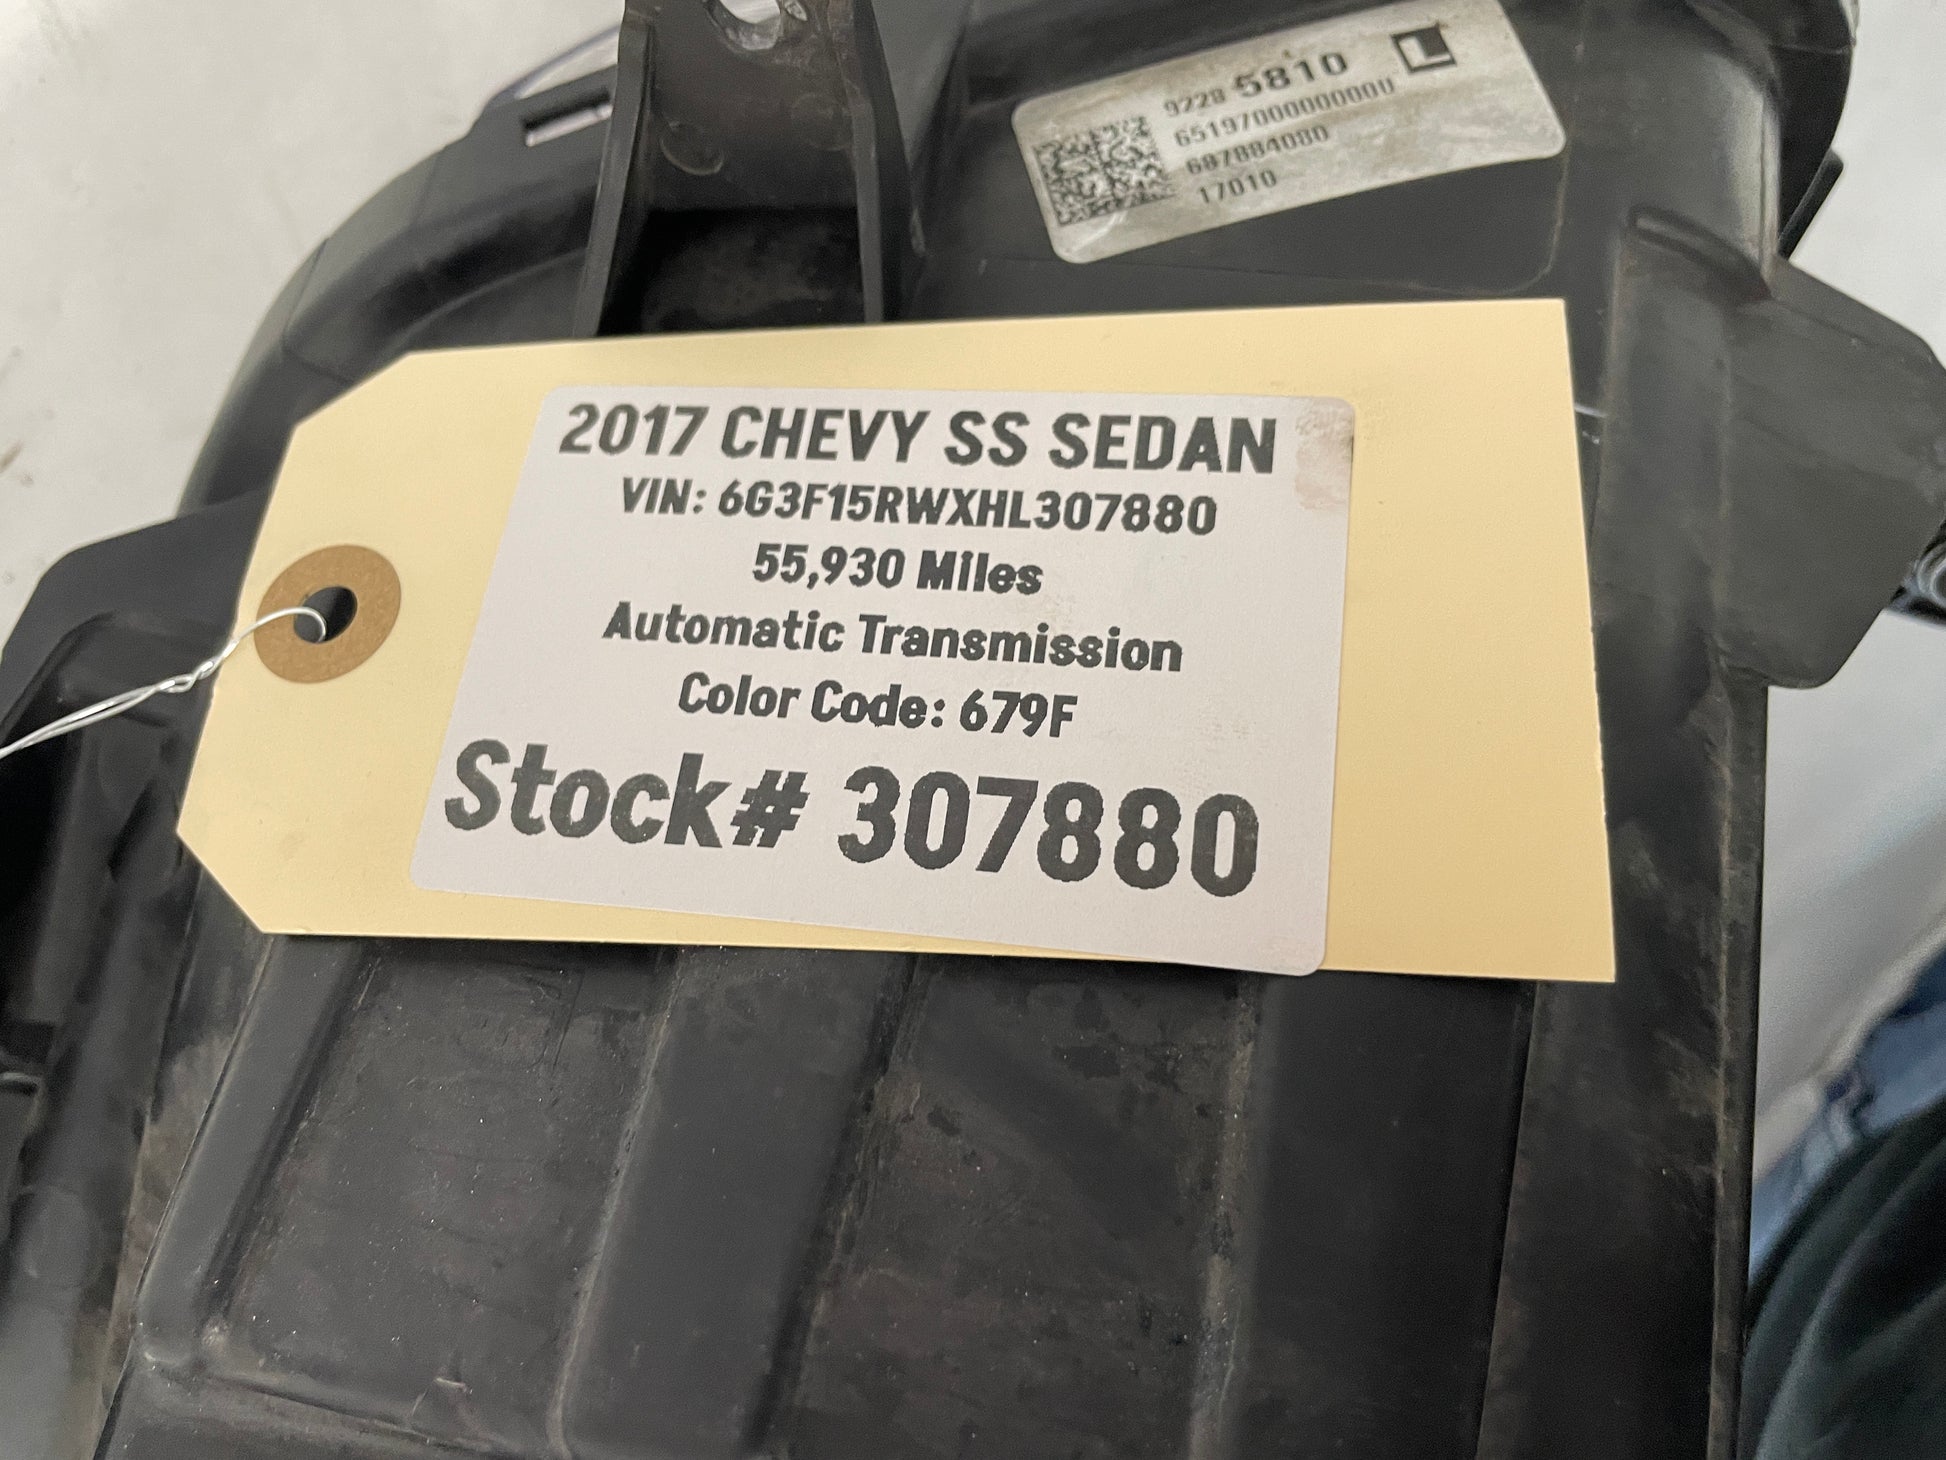 9228 5810 L
65197000000000U
687884080
17010
2017 CHEVY SS SEDAN
VIN: 6G3F15RWXHL307880
55,930 Miles
Automatic Transmission
Color Code: 679F
Stock# 307880